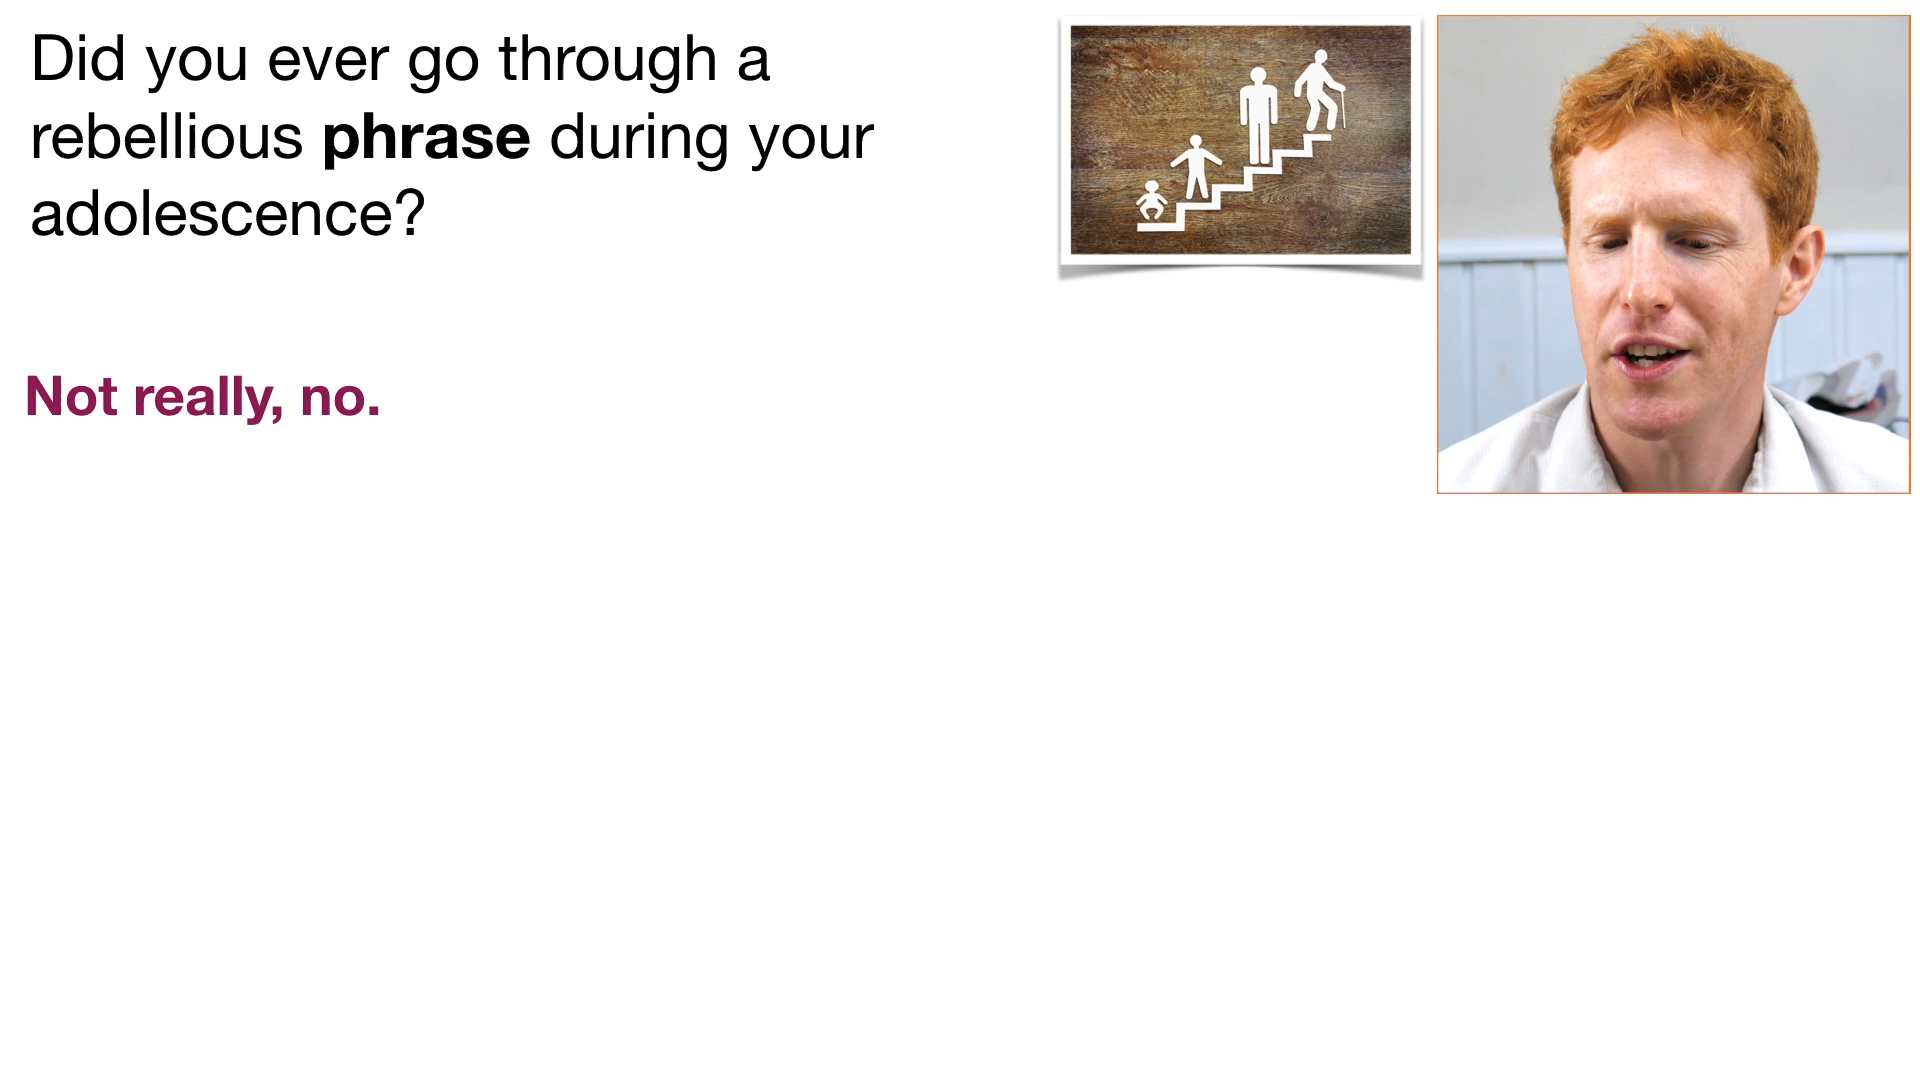 Did you ever go through a
rebellious phrase during your
adolescence?
Not really, no.